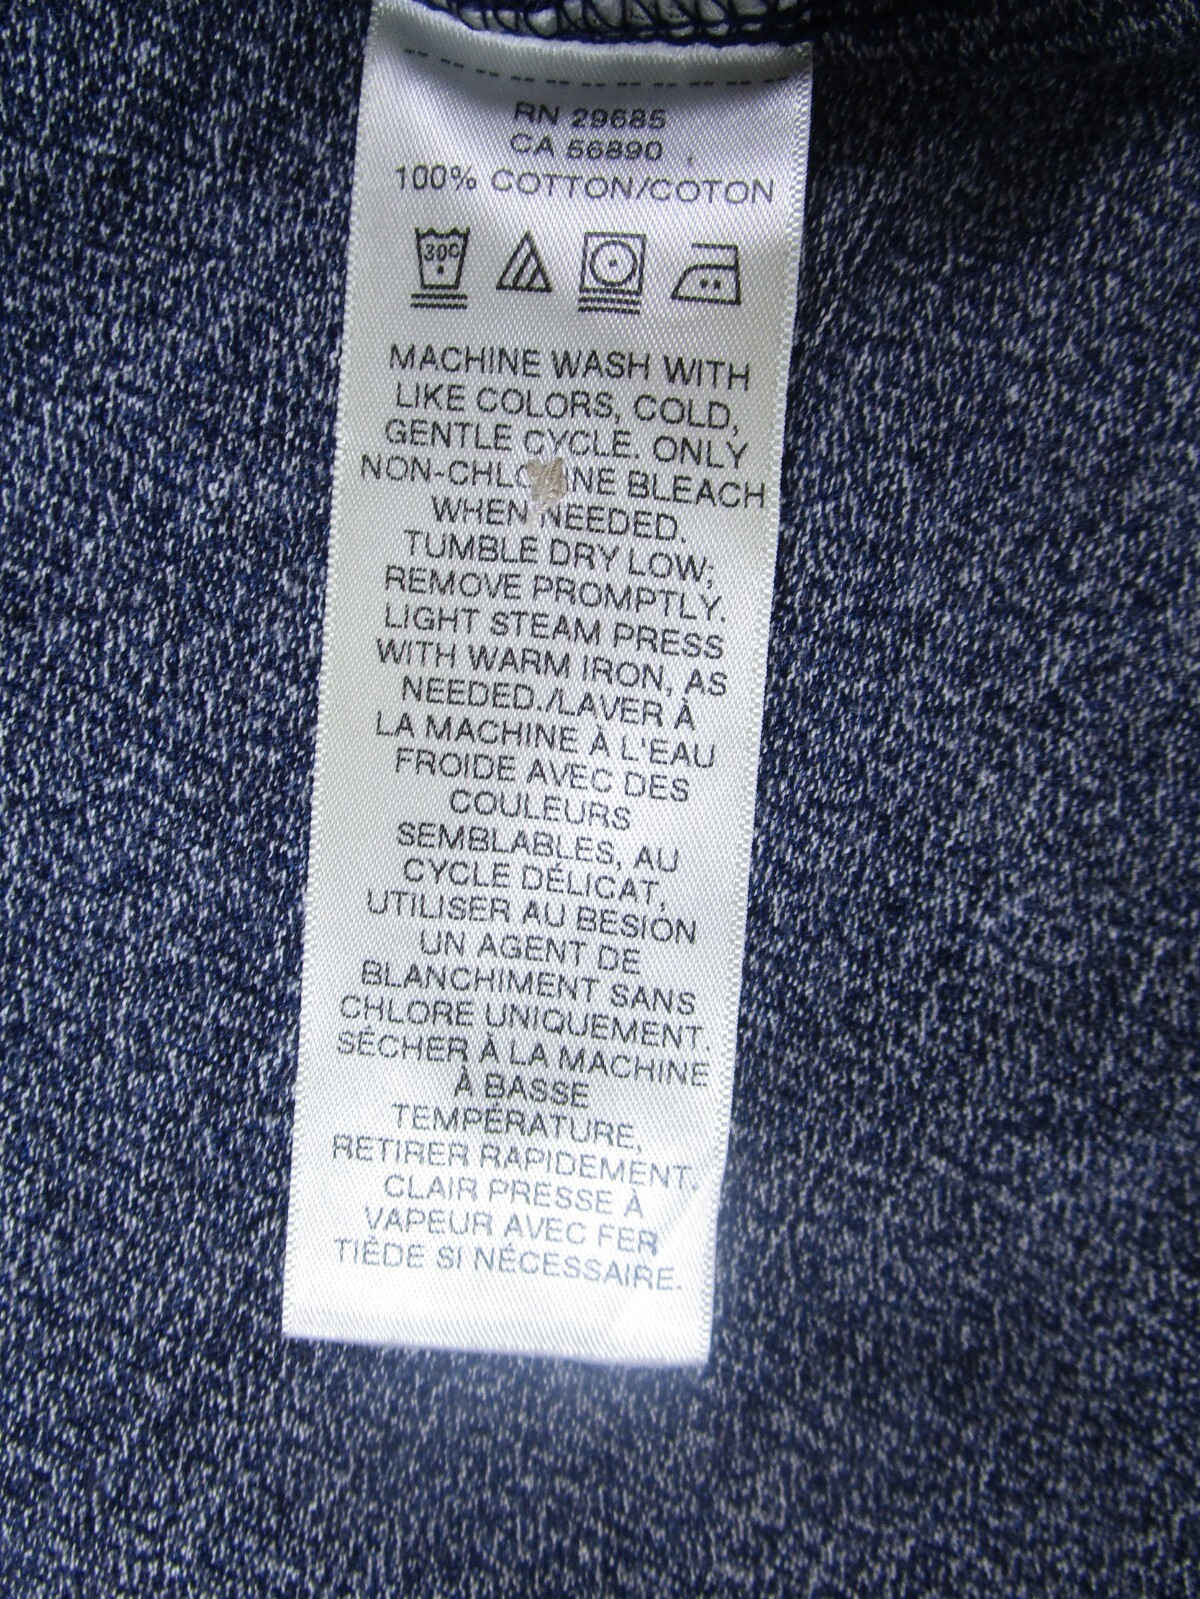 RN 29685
CA 56890
100% COTTON/COTON
30C
MACHINE WASH WITH
LIKE COLORS, COLD,
GENTLE CYCLE. ONLY
BLEACH
WHEN NEEDED.
TUMBLE DRY LOW;
REMOVE PROMPTLY.
LIGHT STEAM PRESS
WITH WARM IRON, AS
NEEDED./LAVER À
LA MACHINE À L'EAU
FROIDE AVEC DES
COULEURS
SEMBLABLES, AU
CYCLE DÉLICAT,
UTILISER AU BESION
UN AGENT DE
BLANCHIMENT SANS
CHLORE UNIQUEMENT.
SÉCHER À LA MACHINE
À BASSE
TEMPÉRATURE,
RETIRER RAPIDEMENT.
CLAIR PRESSE À
VAPEUR AVEC FER
TIÈDE SI NÉCESSAIRE.